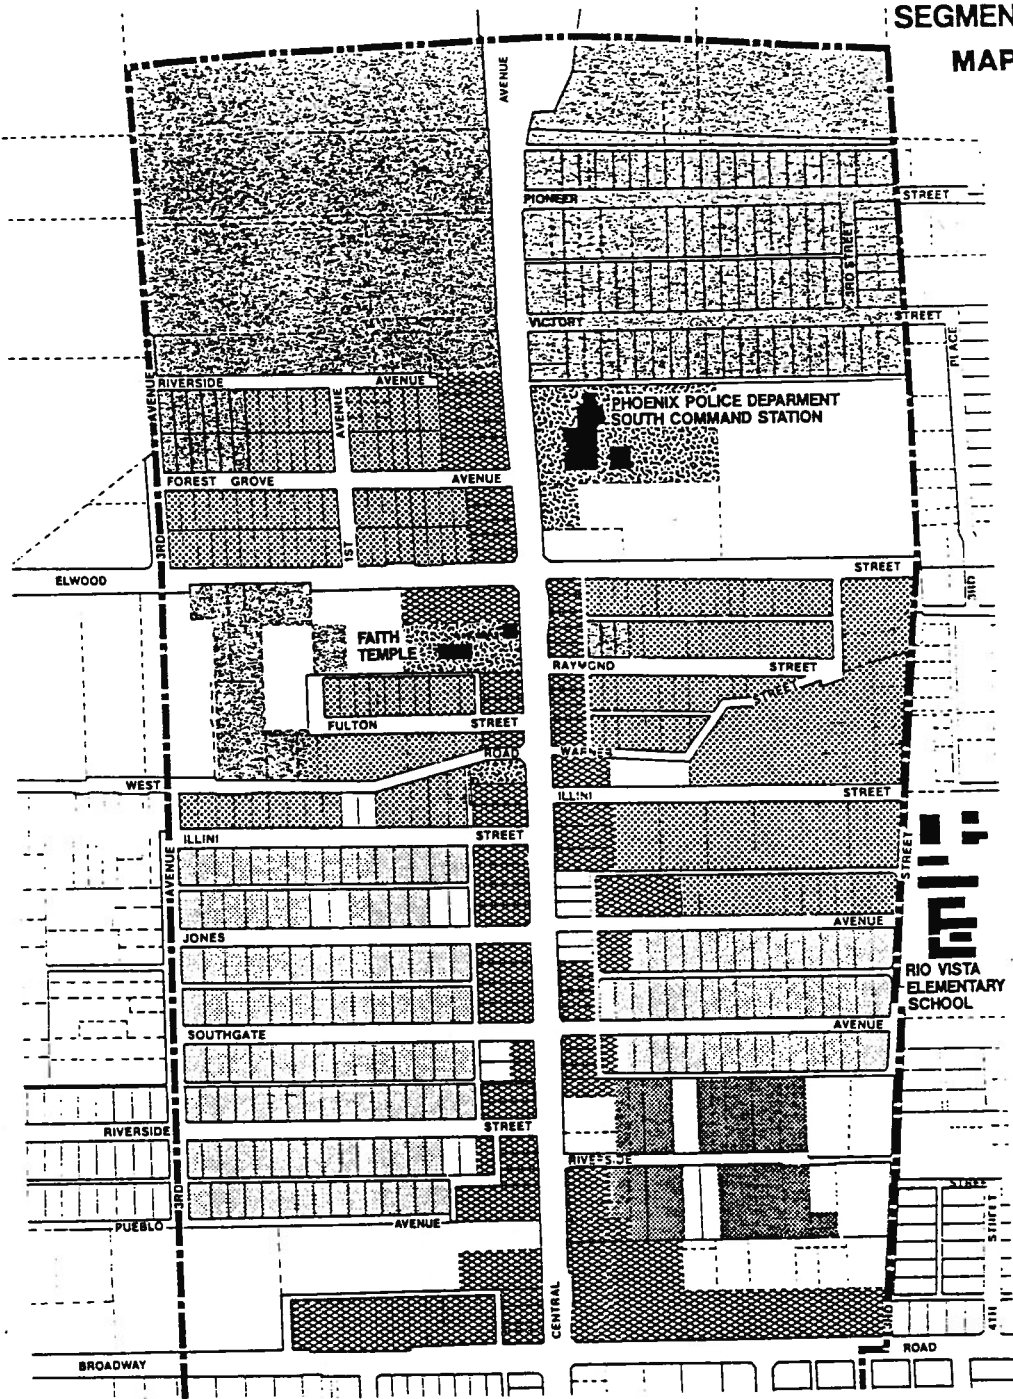 SEGMEN
MAP
AVENUE
PIONEER STREET
3RD STREET
VICTORY STREET
PLACE
RIVERSIDE AVENUE
AVENUE
AVENUE
PHOENIX POLICE DEPARMENT
SOUTH COMMAND STATION
FOREST GROVE AVENUE
3RD
1ST
ELWOOD STREET
3RD
FAITH
TEMPLE
RAYMOND STREET
STREET
FULTON STREET
WARNER
ROAD
WEST
ILLINI STREET
ILLINI STREET
STREET
AVENUE
JONES AVENUE
RIO VISTA
ELEMENTARY
SCHOOL
SOUTHGATE AVENUE
RIVERSIDE STREET
RIVERSIDE
STREE
3RD
PUEBLO AVENUE
STREET
CENTRAL
3RD
4TH
BROADWAY ROAD